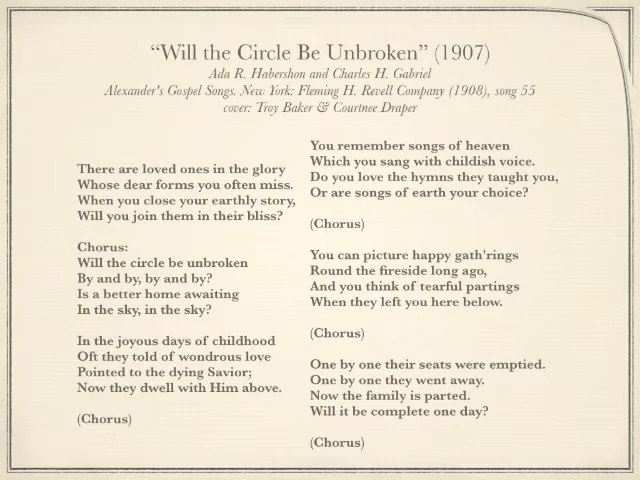 “Will the Circle Be Unbroken” (1907)
Ada R. Habershon and Charles H. Gabriel
Alexander's Gospel Songs. New York: Fleming H. Revell Company (1908), song 55
cover: Troy Baker & Courtnee Draper
There are loved ones in the glory
Whose dear forms you often miss.
When you close your earthly story,
Will you join them in their bliss?
Chorus:
Will the circle be unbroken
By and by, by and by?
Is a better home awaiting
In the sky, in the sky?
In the joyous days of childhood
Oft they told of wondrous love
Pointed to the dying Savior;
Now they dwell with Him above.
(Chorus)
You remember songs of heaven
Which you sang with childish voice.
Do you love the hymns they taught you,
Or are songs of earth your choice?
(Chorus)
You can picture happy gath'rings
Round the fireside long ago,
And you think of tearful partings
When they left you here below.
(Chorus)
One by one their seats were emptied.
One by one they went away.
Now the family is parted.
Will it be complete one day?
(Chorus)